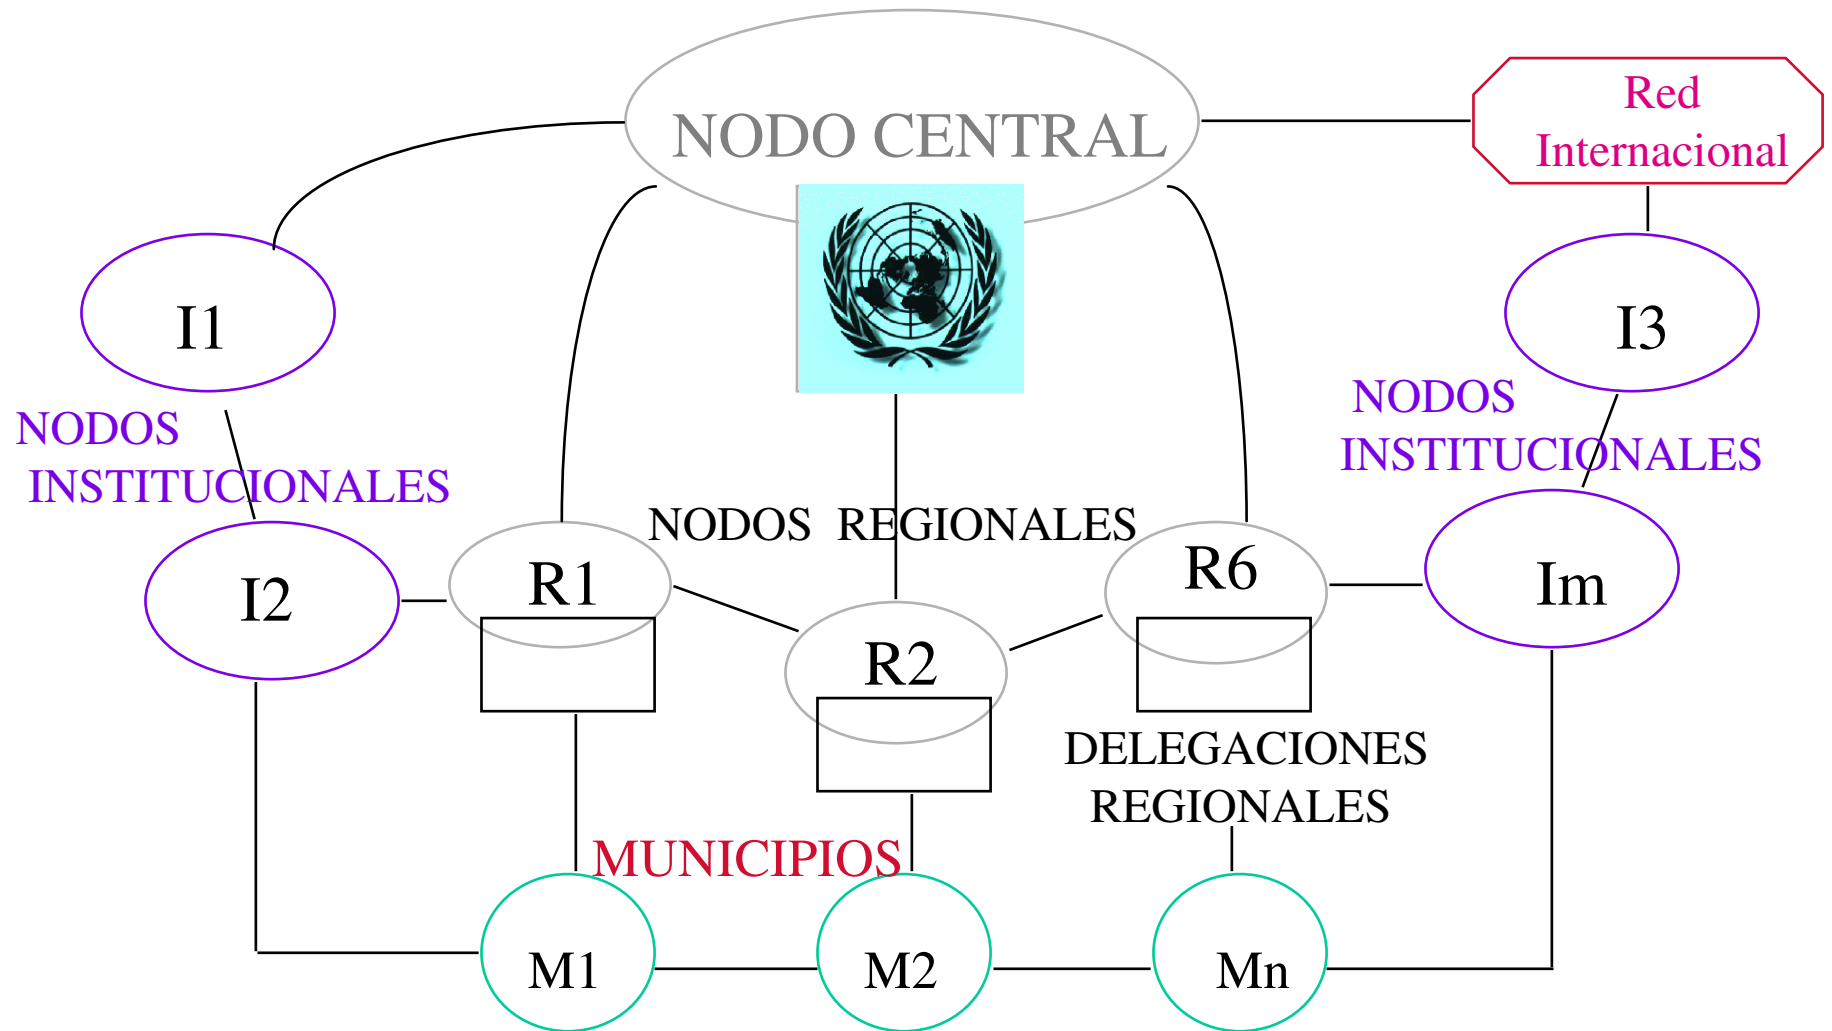 NODO CENTRAL
Red
Internacional
I1
I3
NODOS
INSTITUCIONALES
NODOS
INSTITUCIONALES
NODOS REGIONALES
I2
R1
R2
R6
Im
DELEGACIONES
REGIONALES
MUNICIPIOS
M1
M2
Mn